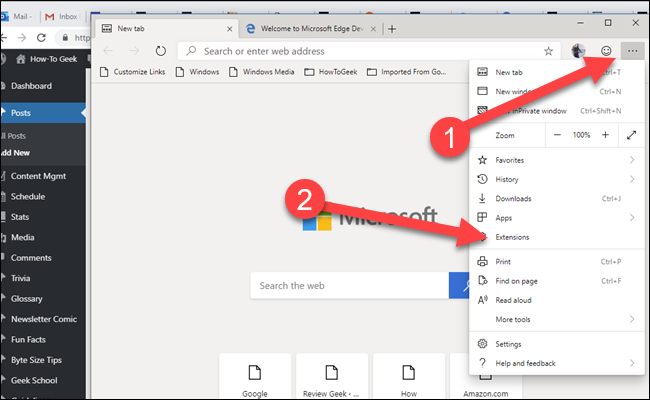 Mail -
Inbox
How-To Geek
Dashboard
Posts
All Posts
Add New
Content Mgmt
Schedule
Stats
Media
Comments
Trivia
Glossary
Newsletter Comic
Fun Facts
Byte Size Tips
Geek School
New tab
Welcome to Microsoft Edge Dev
Search or enter web address
Customize Links
Windows
Windows Media
HowToGeek
Imported From Go...
Microsoft
Search the web
Google
Review Geek ‹ ...
How
Amazon.com
1
2
New tab
Ctrl+T
New window
Ctrl+N
InPrivate window
Ctrl+Shift+N
Zoom
100%
Favorites
History
Downloads
Ctrl+J
Apps
Extensions
Print
Ctrl+P
Find on page
Ctrl+F
Read aloud
More tools
Settings
Help and feedback